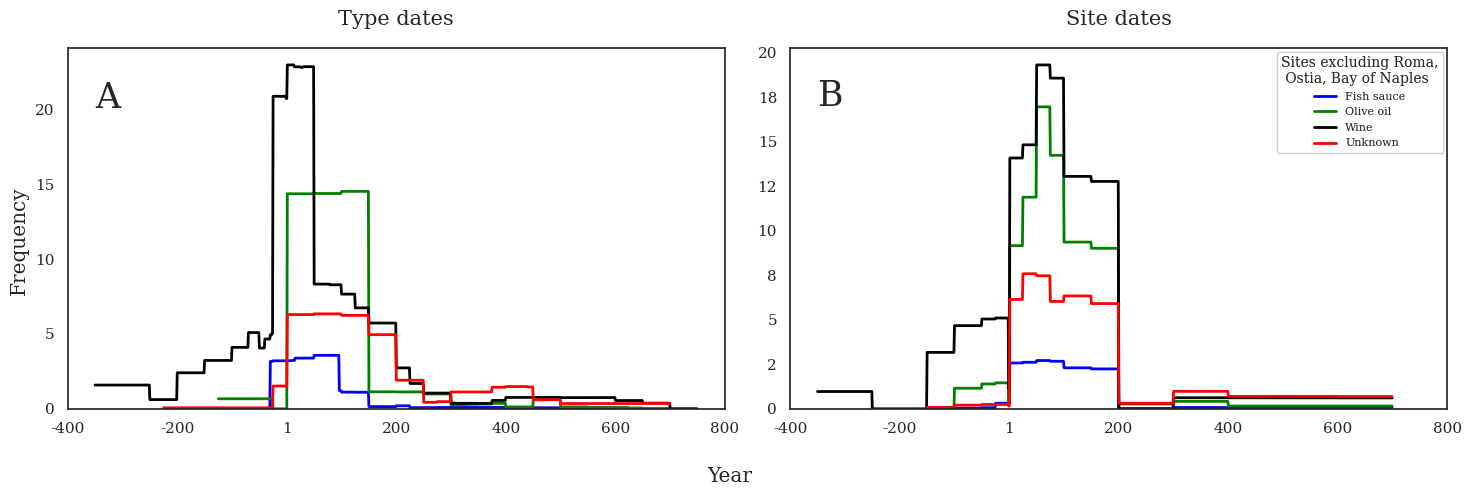 Type dates
A
Frequency
20
15
10
5
0
-400
-200
1
200
400
600
800
Site dates
B
20
18
15
12
10
8
5
2
0
-400
-200
1
200
400
600
800
Sites excluding Roma,
Ostia, Bay of Naples
Fish sauce
Olive oil
Wine
Unknown
Year